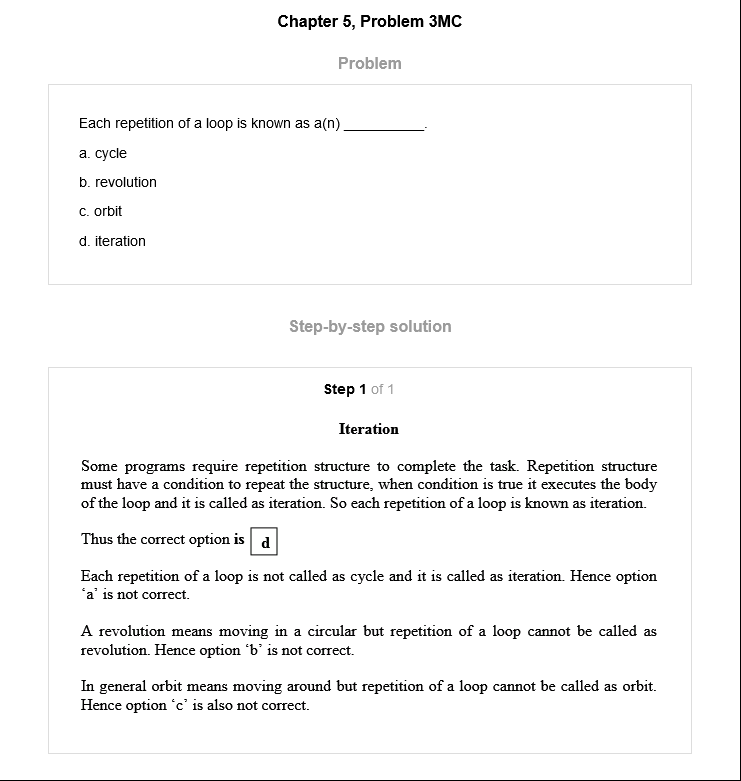 Chapter 5, Problem 3MC
Problem
Each repetition of a loop is known as a(n) ___________.
a. cycle
b. revolution
c. orbit
d. iteration
Step-by-step solution
Step 1 of 1
Iteration
Some programs require repetition structure to complete the task. Repetition structure
must have a condition to repeat the structure, when condition is true it executes the body
of the loop and it is called as iteration. So each repetition of a loop is known as iteration.
Thus the correct option is d
Each repetition of a loop is not called as cycle and it is called as iteration. Hence option
‘a’ is not correct.
A revolution means moving in a circular but repetition of a loop cannot be called as
revolution. Hence option ‘b’ is not correct.
In general orbit means moving around but repetition of a loop cannot be called as orbit.
Hence option ‘c’ is also not correct.